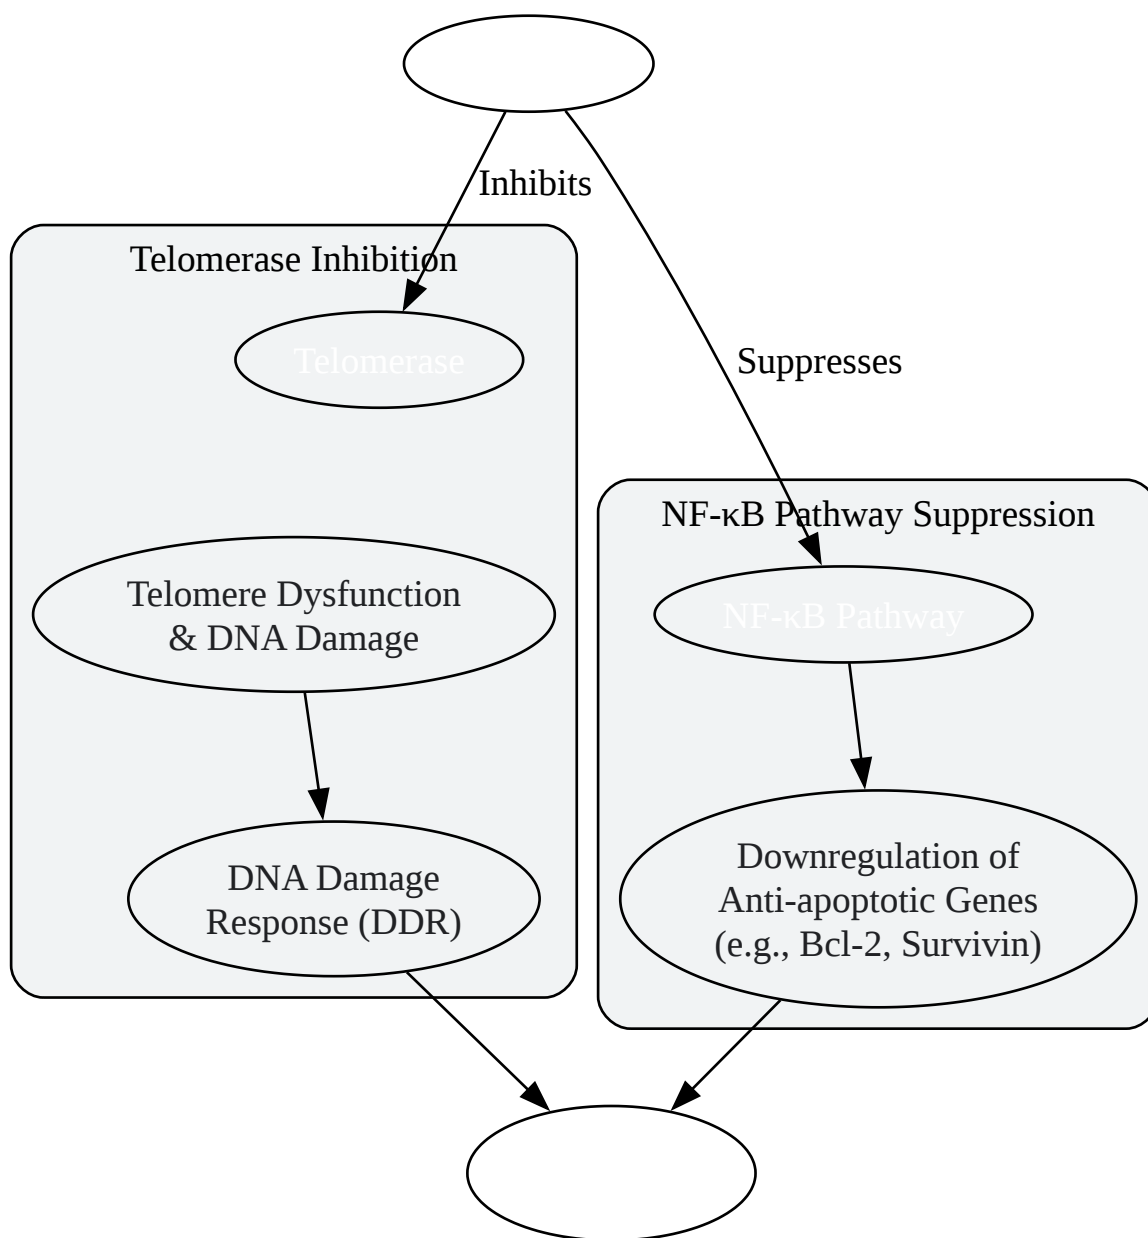 Inhibits
Telomerase Inhibition
Telomerase
Suppresses
NF-κB Pathway Suppression
Telomere Dysfunction
& DNA Damage
NF-κB Pathway
DNA Damage
Response (DDR)
Downregulation of
Anti-apoptotic Genes
(e.g., Bcl-2, Survivin)